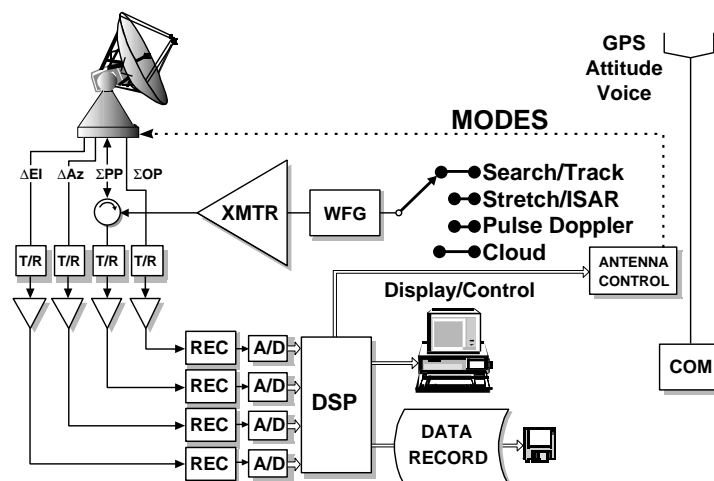 GPS
Attitude
Voice
MODES
ΔEl ΔAz ΣPP ΣOP
XMTR
WFG
Search/Track
Stretch/ISAR
Pulse Doppler
Cloud
T/R T/R T/R T/R
ANTENNA
CONTROL
Display/Control
REC A/D
REC A/D
REC A/D
REC A/D
DSP
COM
DATA
RECORD